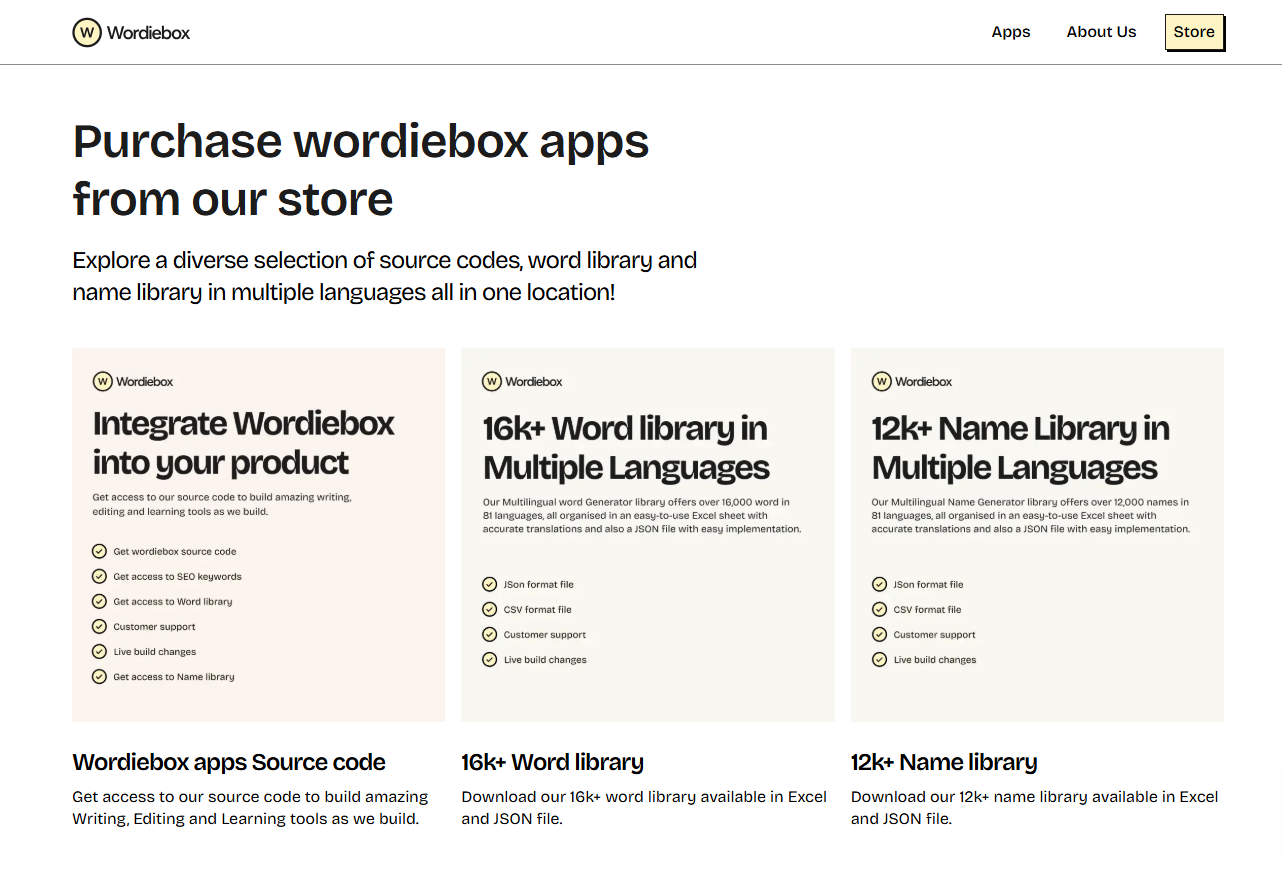 W Wordiebox
Apps
About Us
Store
Purchase wordiebox apps
from our store
Explore a diverse selection of source codes, word library and
name library in multiple languages all in one location!
W Wordiebox
Integrate Wordiebox
into your product
Get access to our source code to build amazing writing,
editing and learning tools as we build.
Get wordiebox source code
Get access to SEO keywords
Get access to Word library
Customer support
Live build changes
Get access to Name library
Wordiebox apps Source code
Get access to our source code to build amazing
Writing, Editing and Learning tools as we build.
W Wordiebox
16k+ Word library in
Multiple Languages
Our Multilingual word Generator library offers over 16,000 word in
81 languages, all organised in an easy-to-use Excel sheet with
accurate translations and also a JSON file with easy implementation.
JSon format file
CSV format file
Customer support
Live build changes
16k+ Word library
Download our 16k+ word library available in Excel
and JSON file.
W Wordiebox
12k+ Name Library in
Multiple Languages
Our Multilingual Name Generator library offers over 12,000 names in
81 languages, all organised in an easy-to-use Excel sheet with
accurate translations and also a JSON file with easy implementation.
JSon format file
CSV format file
Customer support
Live build changes
12k+ Name library
Download our 12k+ name library available in Excel
and JSON file.